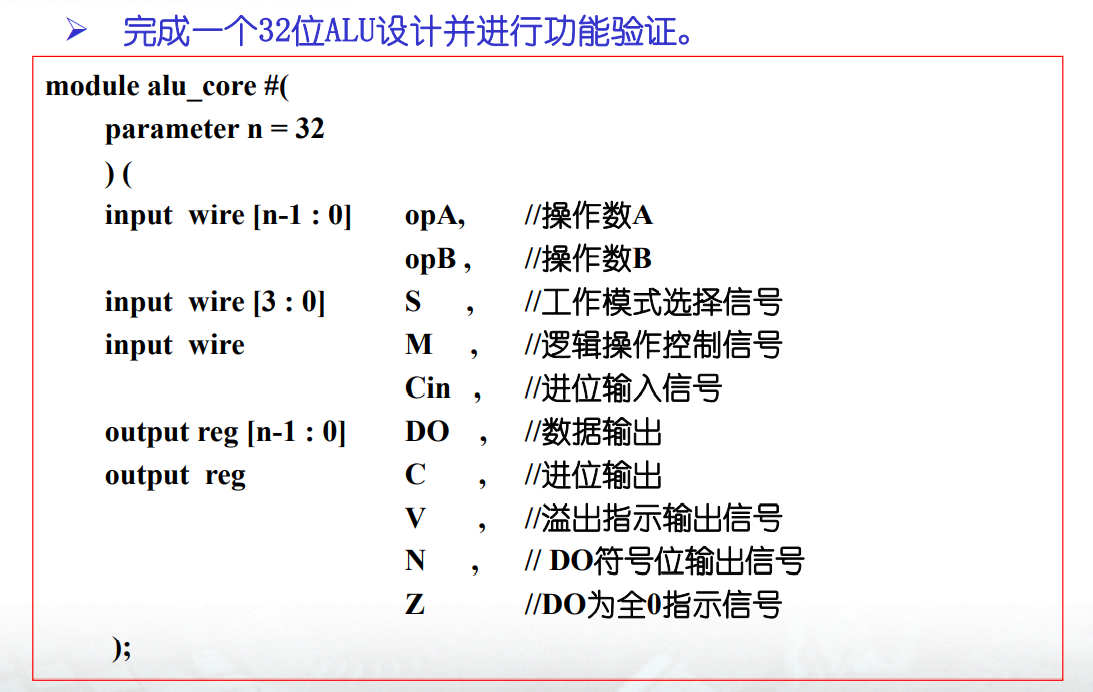 ➢ 完成一个32位ALU设计并进行功能验证。
module alu_core #(
parameter n = 32
) (
input wire [n-1 : 0] opA, //操作数A
opB , //操作数B
input wire [3 : 0] S , //工作模式选择信号
input wire M , //逻辑操作控制信号
Cin , //进位输入信号
output reg [n-1 : 0] DO , //数据输出
output reg C , //进位输出
V , //溢出指示输出信号
N , // DO符号位输出信号
Z //DO为全0指示信号
);